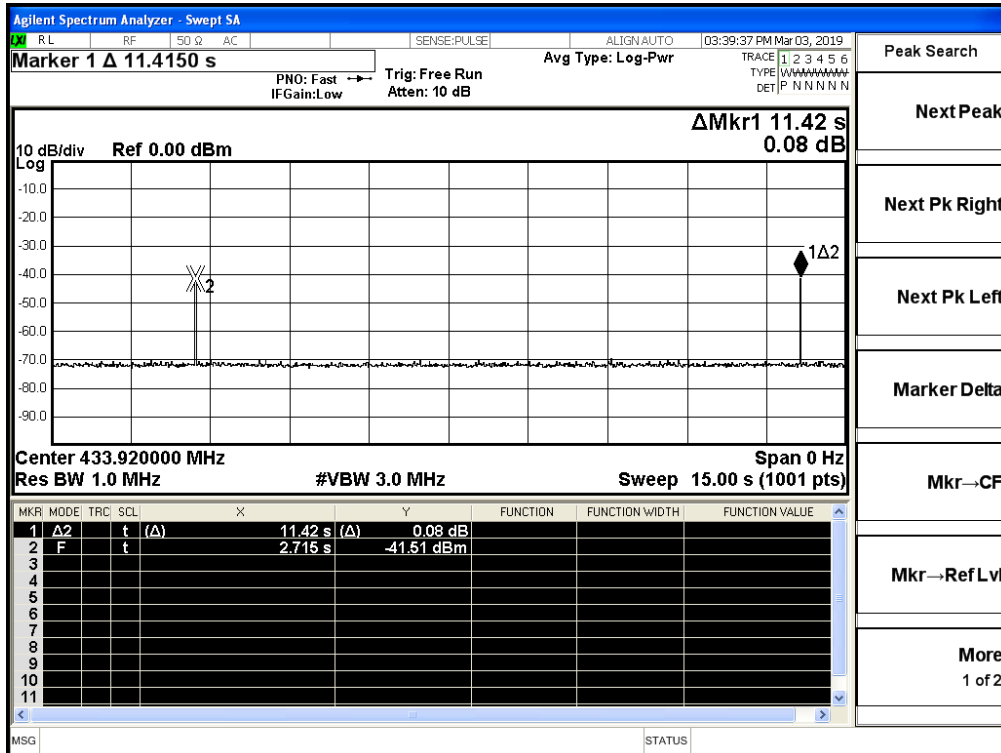 Agilent Spectrum Analyzer - Swept SA
LXI RL RF 50 Ω AC SENSE:PULSE ALIGN AUTO 03:39:37 PM Mar 03, 2019
Marker 1 Δ 11.4150 s
PNO: Fast
IFGain:Low
Trig: Free Run
Atten: 10 dB
Avg Type: Log-Pwr
TRACE 1 2 3 4 5 6
TYPE
DET P N N N N N
Peak Search
Next Peak
Next Pk Right
Next Pk Left
Marker Delta
Mkr→CF
Mkr→Ref Lvl
More
1 of 2
ΔMkr1 11.42 s
0.08 dB
10 dB/div Ref 0.00 dBm
Log
-10.0
-20.0
-30.0
1Δ2
-40.0
2
-50.0
-60.0
-70.0
-80.0
-90.0
Center 433.920000 MHz Span 0 Hz
Res BW 1.0 MHz #VBW 3.0 MHz Sweep 15.00 s (1001 pts)
MKR MODE TRC SCL X Y FUNCTION FUNCTION WIDTH FUNCTION VALUE
1 Δ2 t (Δ) 11.42 s (Δ) 0.08 dB
2 F t 2.715 s -41.51 dBm
3
4
5
6
7
8
9
10
11
MSG STATUS